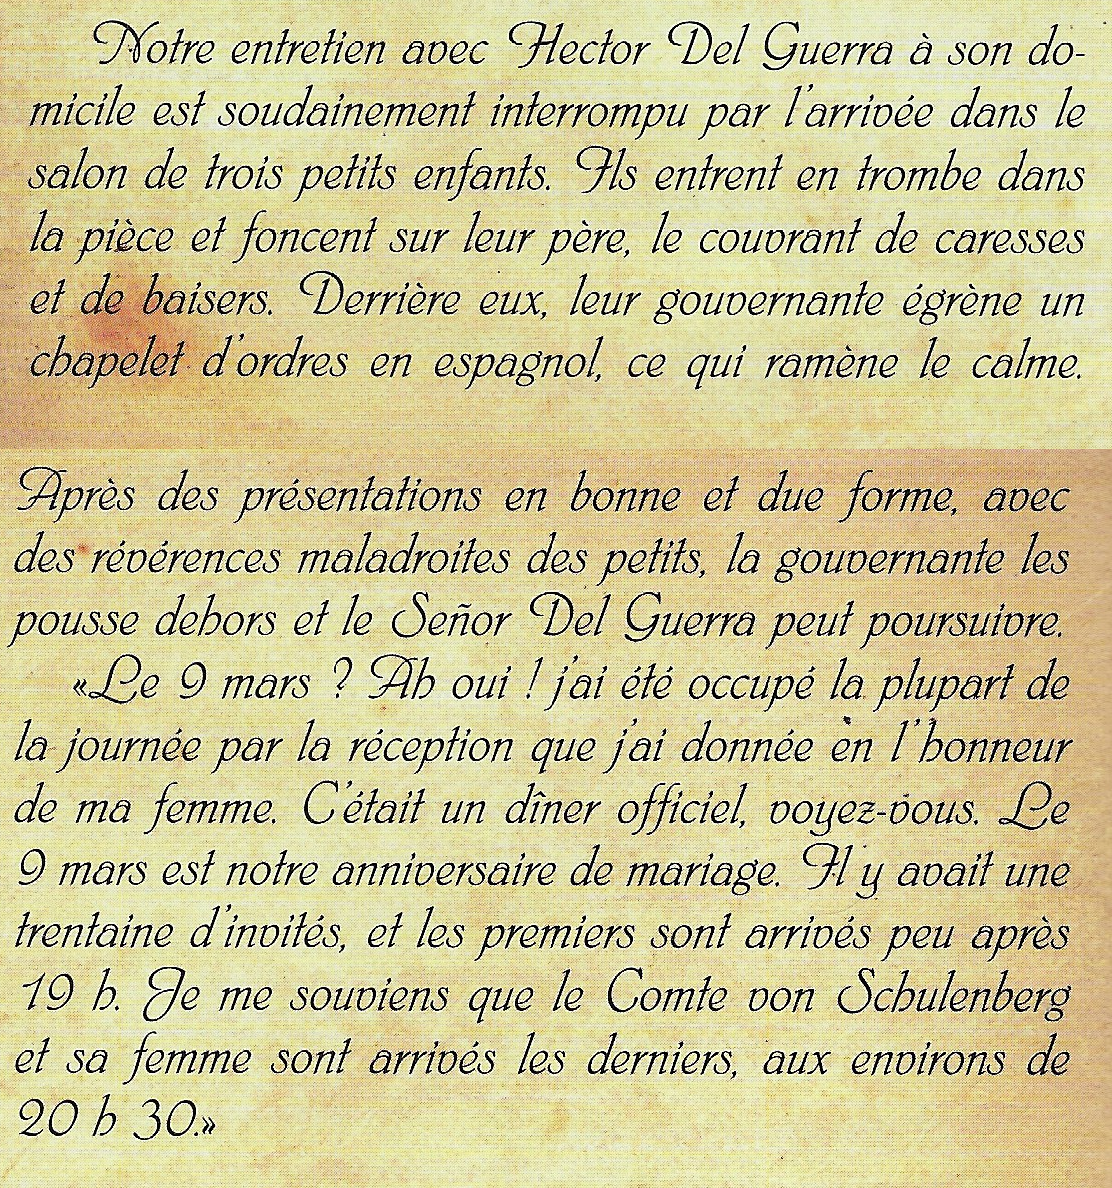 Notre entretien avec Hector Del Guerra à son do-
micile est soudainement interrompu par l'arrivée dans le
salon de trois petits enfants. Ils entrent en trombe dans
la pièce et foncent sur leur père, le couvrant de caresses
et de baisers. Derrière eux, leur gouvernante égrène un
chapelet d'ordres en espagnol, ce qui ramène le calme.
Après des présentations en bonne et due forme, avec
des révérences maladroites des petits, la gouvernante les
pousse dehors et le Señor Del Guerra peut poursuivre.
«Le 9 mars ? Ah oui ! j'ai été occupé la plupart de
la journée par la réception que j'ai donnée en l'honneur
de ma femme. C'était un dîner officiel, voyez-vous. Le
9 mars est notre anniversaire de mariage. Il y avait une
trentaine d'invités, et les premiers sont arrivés peu après
19 h. Je me souviens que le Comte von Schulenberg
et sa femme sont arrivés les derniers, aux environs de
20 h 30.»